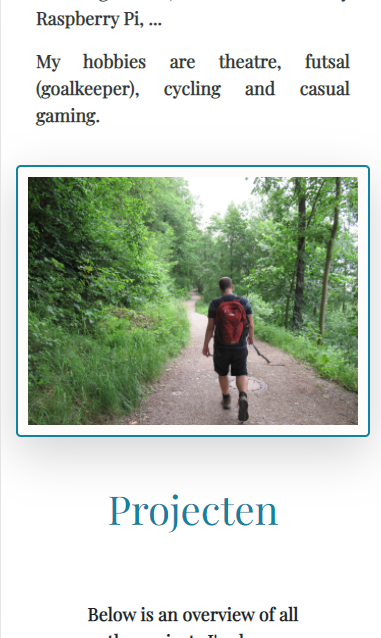 Raspberry Pi, ...
My hobbies are theatre, futsal
(goalkeeper), cycling and casual
gaming.
Projecten
Below is an overview of all